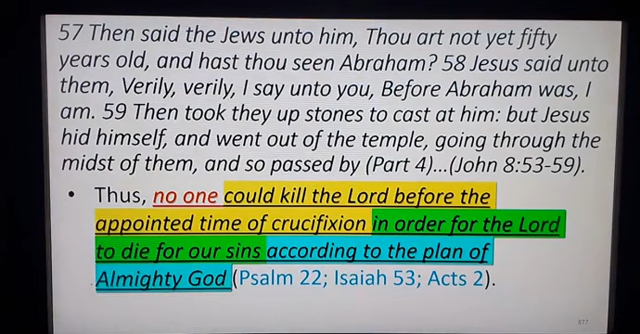 57 Then said the Jews unto him, Thou art not yet fifty
years old, and hast thou seen Abraham? 58 Jesus said unto
them, Verily, verily, I say unto you, Before Abraham was, I
am. 59 Then took they up stones to cast at him: but Jesus
hid himself, and went out of the temple, going through the
midst of them, and so passed by (Part 4)...(John 8:53-59).
• Thus, no one could kill the Lord before the
appointed time of crucifixion in order for the Lord
to die for our sins according to the plan of
Almighty God (Psalm 22; Isaiah 53; Acts 2).